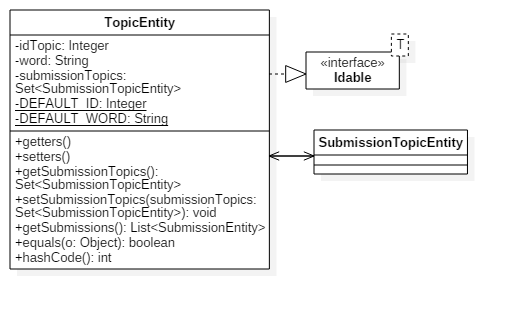 TopicEntity
-idTopic: Integer
-word: String
-submissionTopics:
Set<SubmissionTopicEntity>
-DEFAULT_ID: Integer
-DEFAULT_WORD: String
+getters()
+setters()
+getSubmissionTopics():
Set<SubmissionTopicEntity>
+setSubmissionTopics(submissionTopics:
Set<SubmissionTopicEntity>): void
+getSubmissions(): List<SubmissionEntity>
+equals(o: Object): boolean
+hashCode(): int
T
«interface»
Idable
SubmissionTopicEntity